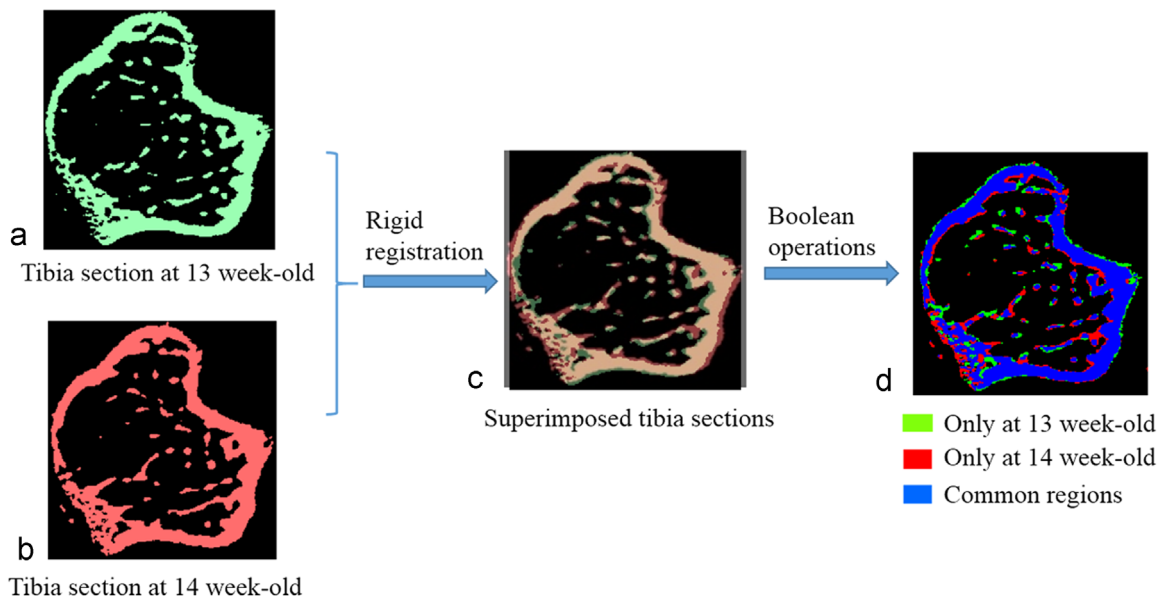 a
Tibia section at 13 week-old
b
Tibia section at 14 week-old
Rigid
registration
c
Superimposed tibia sections
Boolean
operations
d
Only at 13 week-old
Only at 14 week-old
Common regions